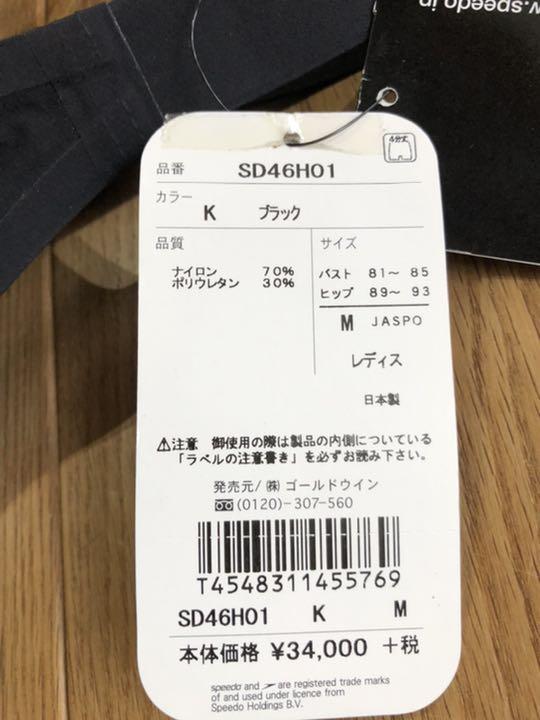 w.speedo.jp
4分丈
品番 SD46H01
カラー
K ブラック
品質
ナイロン 70%
ポリウレタン 30%
サイズ
バスト 81〜 85
ヒップ 89〜 93
M JASPO
レディス
日本製
⚠注意 御使用の際は製品の内側についている
「ラベルの注意書き」を必ずお読み下さい。
発売元/㈱ゴールドウイン
(0120)-307-560
T4548311455769
SD46H01 K M
本体価格 ¥34,000 +税
speedo and are registered trade marks
of and used under licence from
Speedo Holdings B.V.